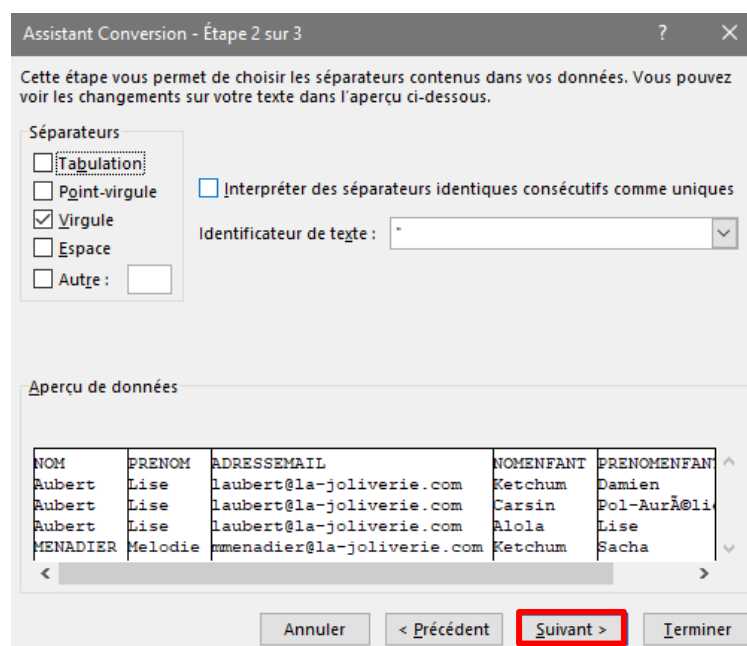 Assistant Conversion - Étape 2 sur 3 ? ×
Cette étape vous permet de choisir les séparateurs contenus dans vos données. Vous pouvez
voir les changements sur votre texte dans l'aperçu ci-dessous.
Séparateurs
Tabulation
Point-virgule
Virgule
Espace
Autre :
Interpréter des séparateurs identiques consécutifs comme uniques
Identificateur de texte : "
Aperçu de données
NOM PRENOM ADRESSEMAIL NOMENFANT PRENOMENFANT
Aubert Lise laubert@la-joliverie.com Ketchum Damien
Aubert Lise laubert@la-joliverie.com Carsin Pol-AurÃ©lie
Aubert Lise laubert@la-joliverie.com Alola Lise
MENADIER Melodie mmenadier@la-joliverie.com Ketchum Sacha
Annuler < Précédent Suivant > Terminer